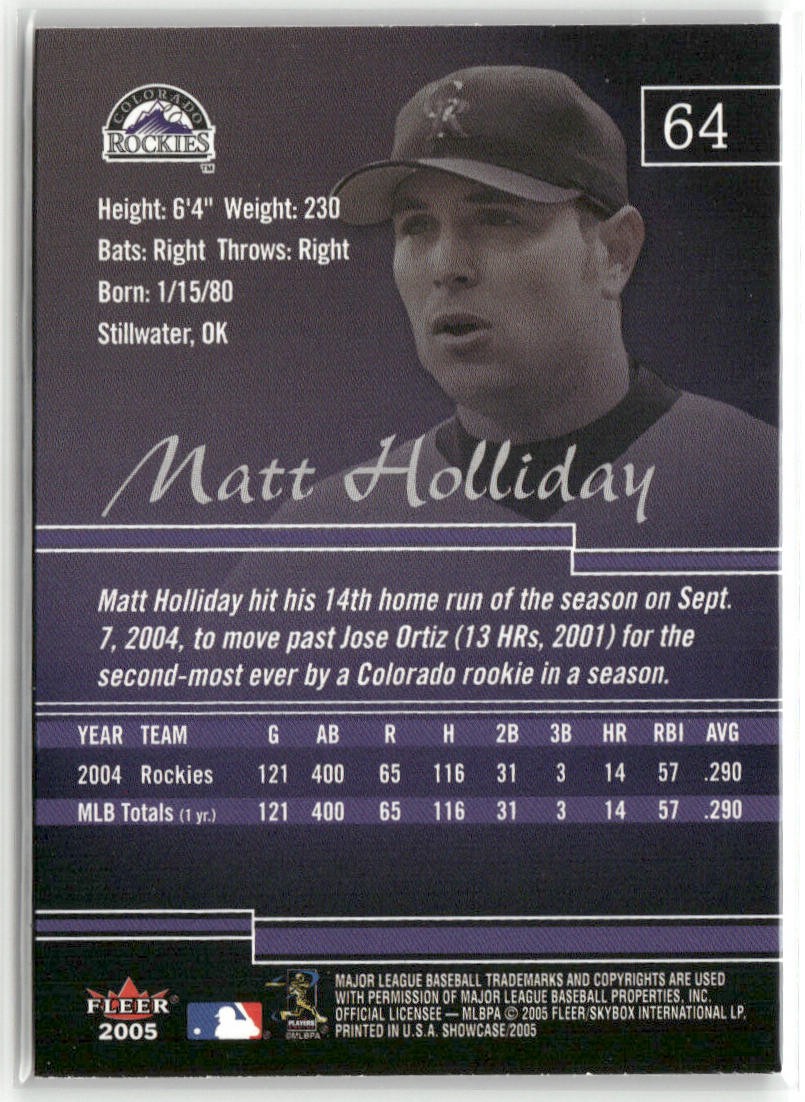 COLORADO
ROCKIES
TM
64
Height: 6'4" Weight: 230
Bats: Right Throws: Right
Born: 1/15/80
Stillwater, OK
CR
Matt Holliday
Matt Holliday hit his 14th home run of the season on Sept.
7, 2004, to move past Jose Ortiz (13 HRs, 2001) for the
second-most ever by a Colorado rookie in a season.
YEAR TEAM G AB R H 2B 3B HR RBI AVG
2004 Rockies 121 400 65 116 31 3 14 57 .290
MLB Totals (1 yr.) 121 400 65 116 31 3 14 57 .290
FLEER®
2005
PLAYERS
©MLBPA
MAJOR LEAGUE BASEBALL TRADEMARKS AND COPYRIGHTS ARE USED
WITH PERMISSION OF MAJOR LEAGUE BASEBALL PROPERTIES, INC.
OFFICIAL LICENSEE — MLBPA © 2005 FLEER/SKYBOX INTERNATIONAL LP,
PRINTED IN U.S.A. SHOWCASE/2005